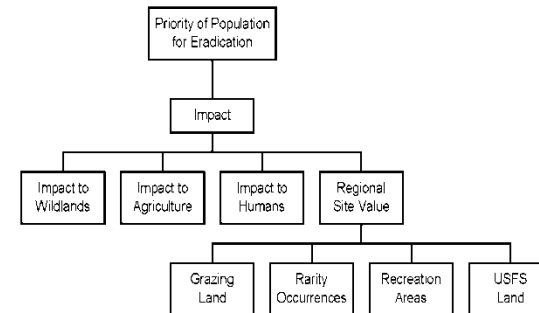 Priority of Population
for Eradication
Impact
Impact to
Wildlands
Impact to
Agriculture
Impact to
Humans
Regional
Site Value
Grazing
Land
Rarity
Occurrences
Recreation
Areas
USFS
Land